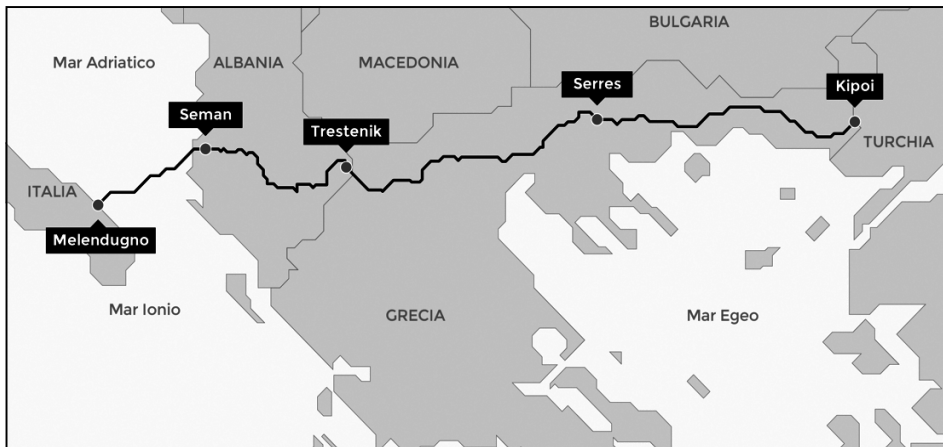 BULGARIA
Mar Adriatico
ALBANIA
MACEDONIA
Serres
Kipoi
Seman
Trestenik
TURCHIA
ITALIA
Melendugno
Mar Ionio
GRECIA
Mar Egeo